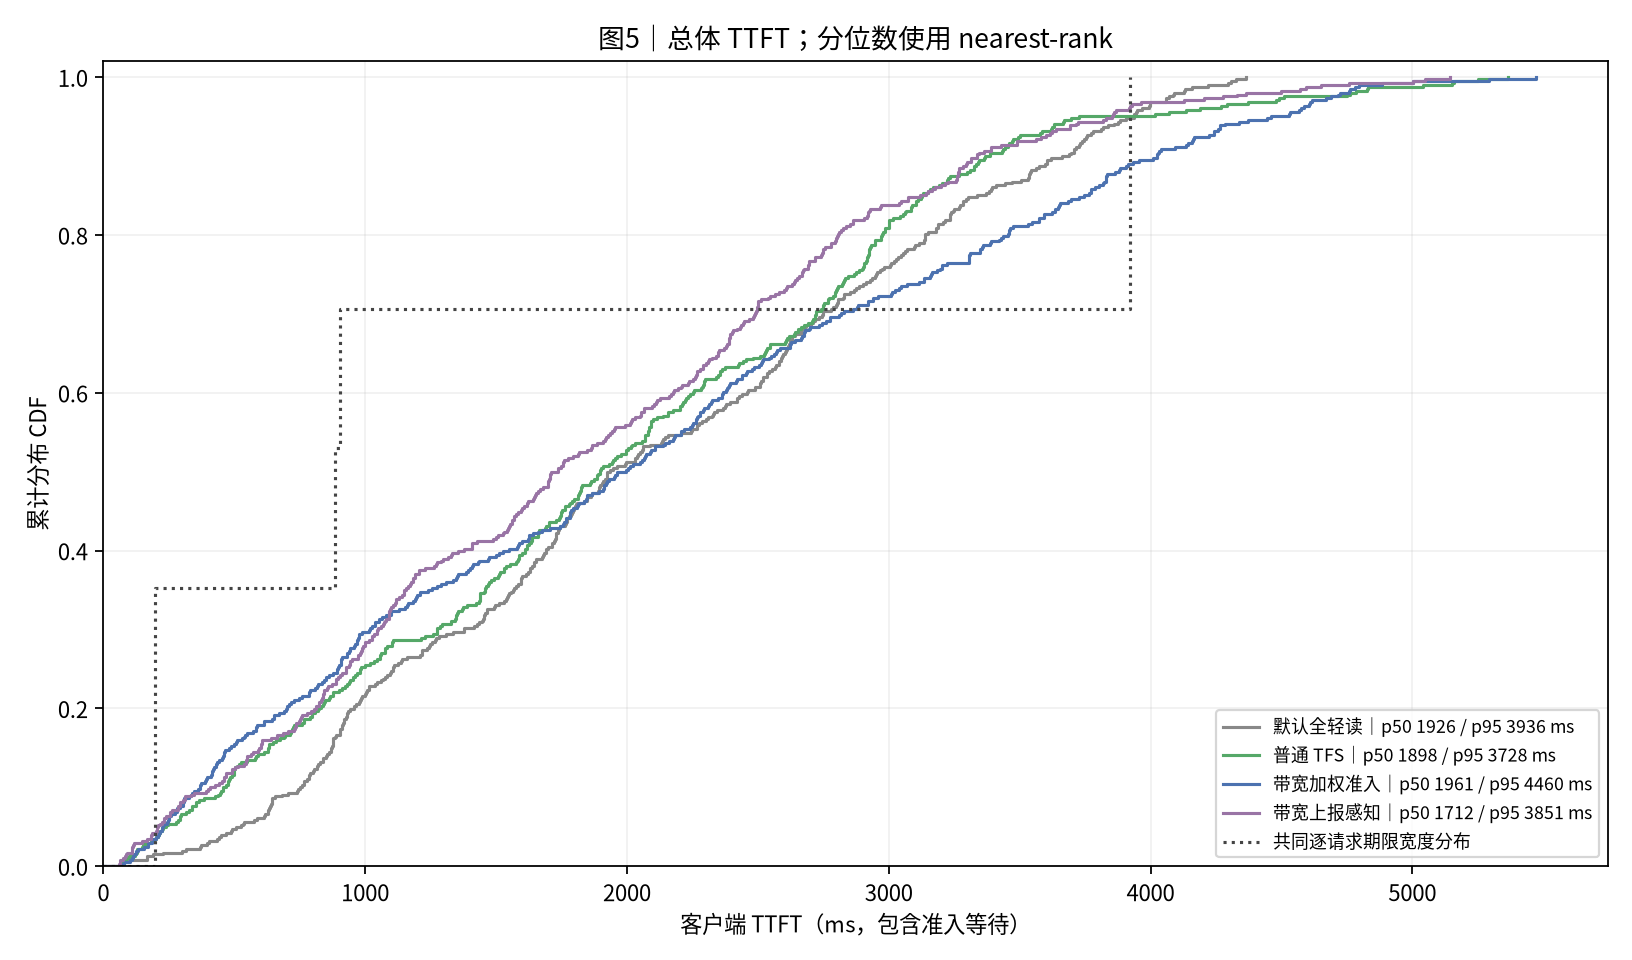 图5｜总体 TTFT；分位数使用 nearest-rank
1.0
0.8
0.6
0.4
0.2
0.0
累计分布 CDF
0
1000
2000
3000
4000
5000
客户端 TTFT（ms，包含准入等待）
默认全轻读｜p50 1926 / p95 3936 ms
普通 TFS｜p50 1898 / p95 3728 ms
带宽加权准入｜p50 1961 / p95 4460 ms
带宽上报感知｜p50 1712 / p95 3851 ms
共同逐请求期限宽度分布